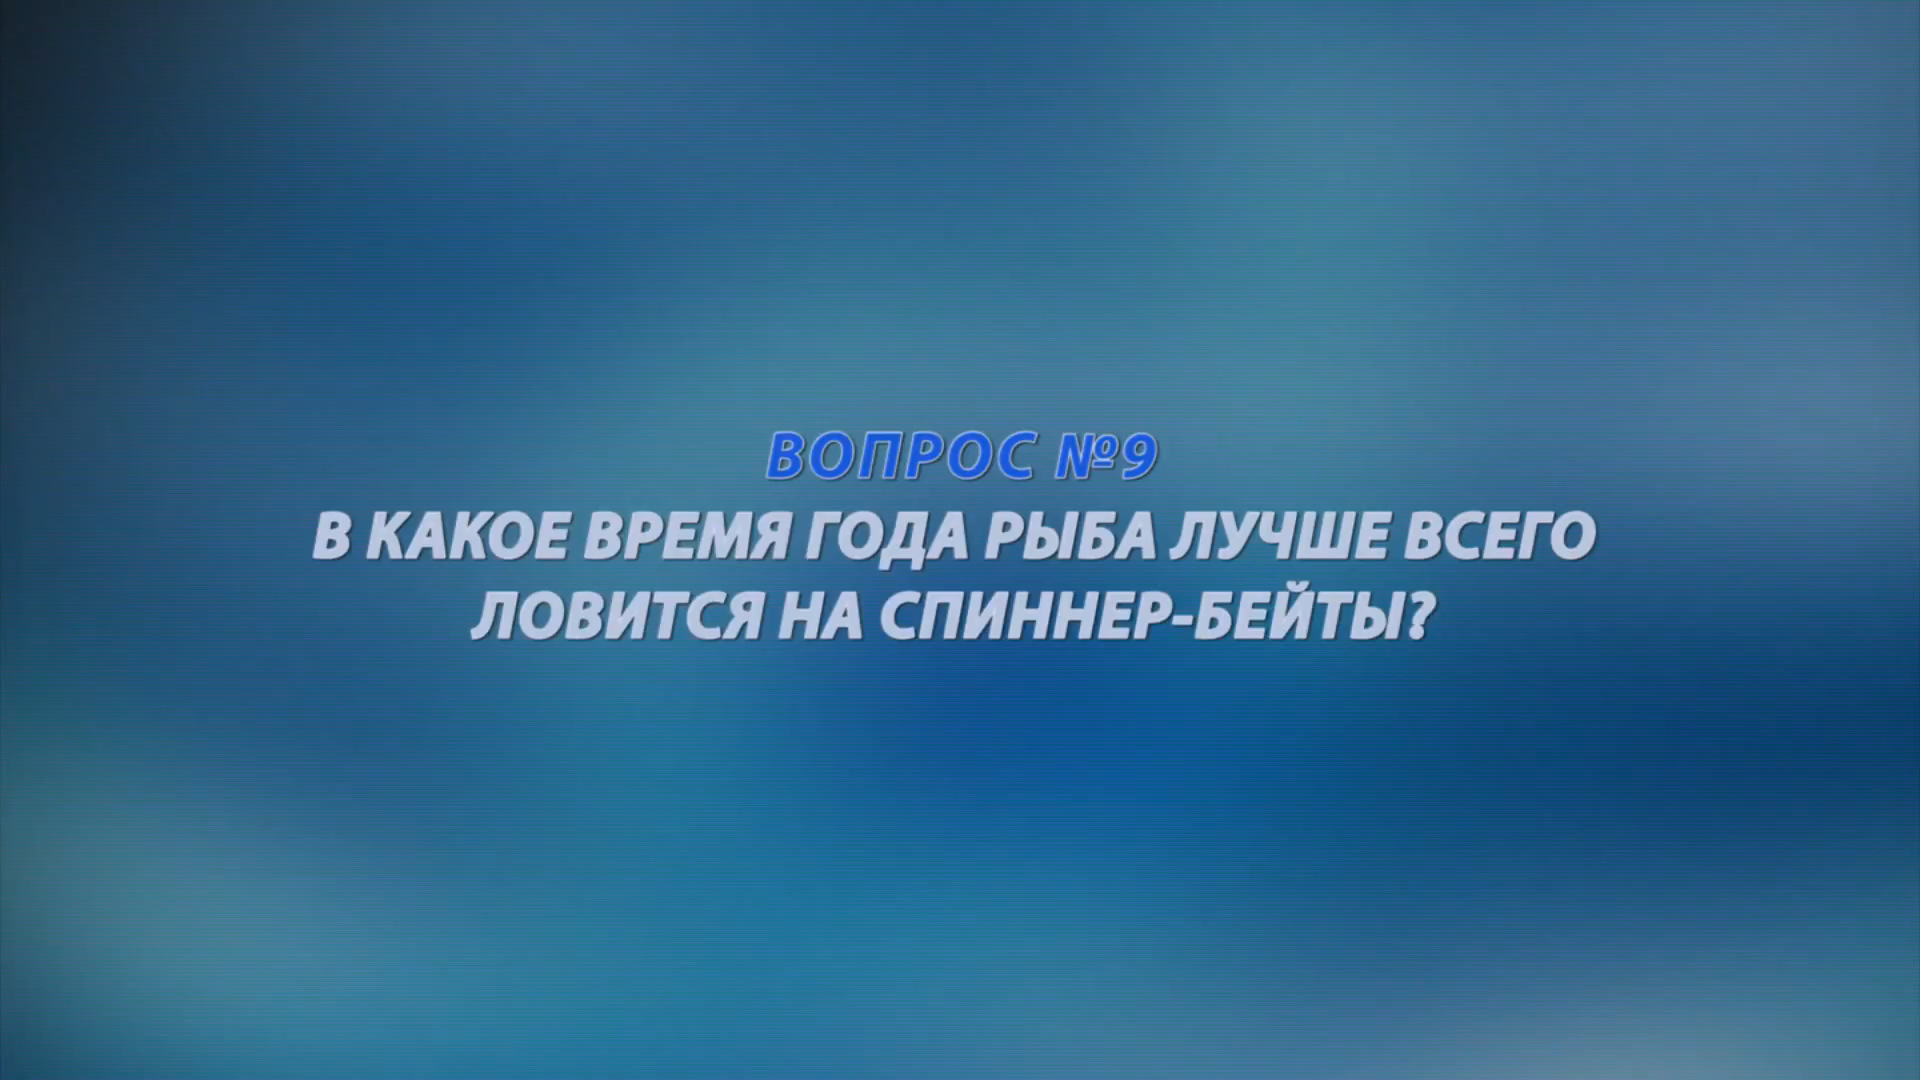 ВОПРОС №9
В КАКОЕ ВРЕМЯ ГОДА РЫБА ЛУЧШЕ ВСЕГО
ЛОВИТСЯ НА СПИННЕР-БЕЙТЫ?